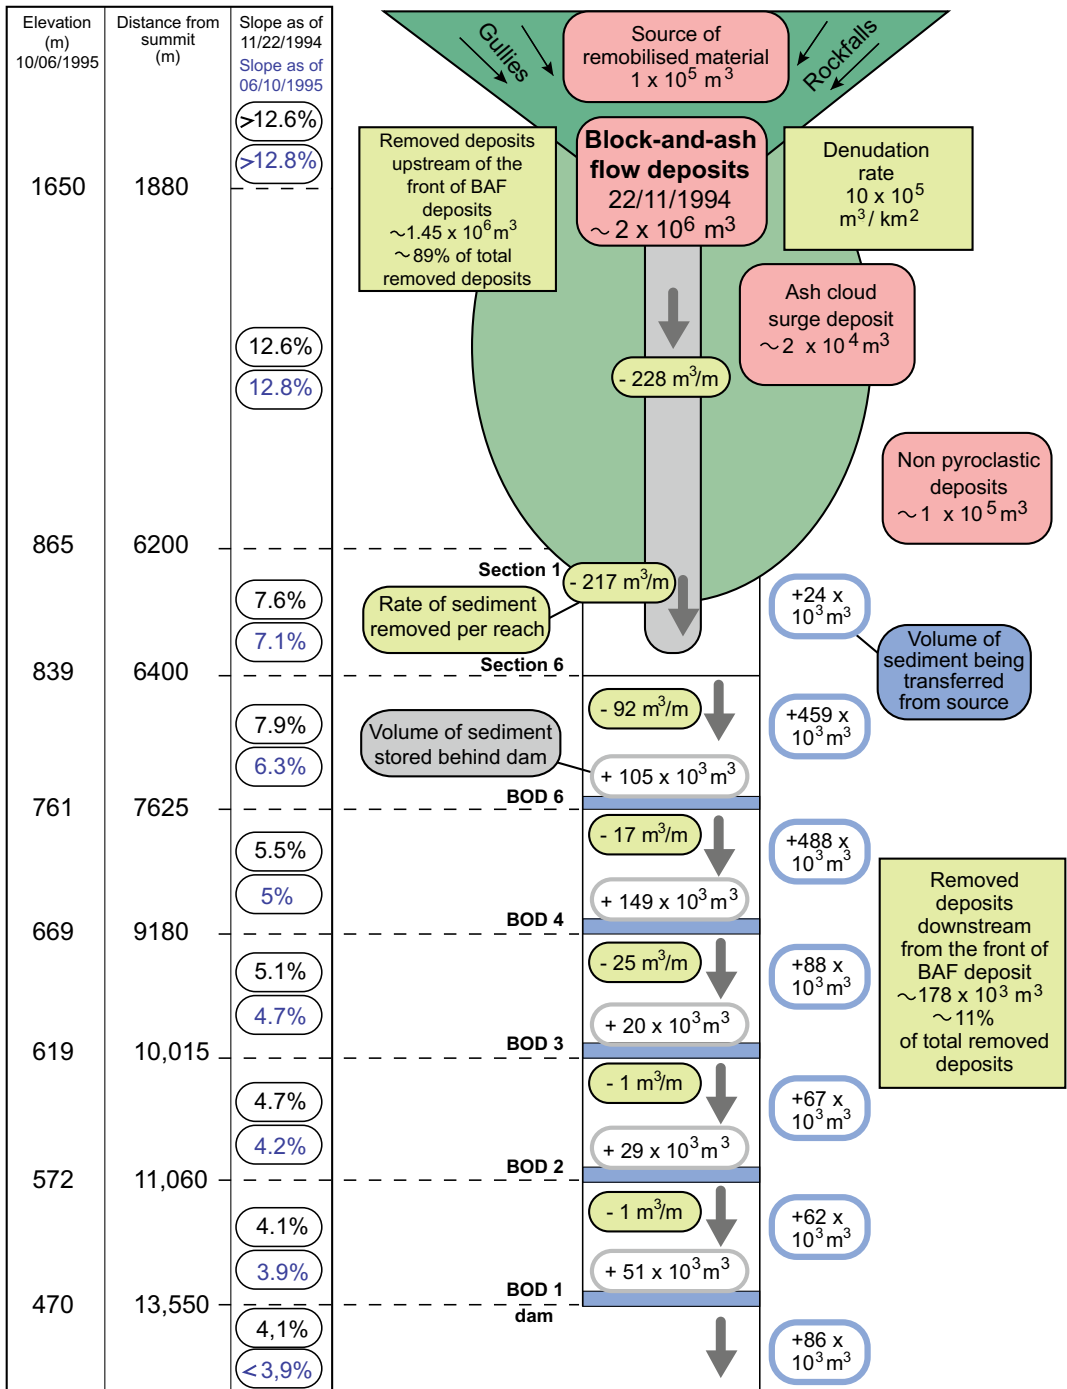 Elevation
(m)
10/06/1995
Distance from
summit
(m)
Slope as of
11/22/1994
Slope as of
06/10/1995
>12.6%
>12.8%
1650
1880
12.6%
12.8%
865
6200
7.6%
7.1%
839
6400
7.9%
6.3%
761
7625
5.5%
5%
669
9180
5.1%
4.7%
619
10,015
4.7%
4.2%
572
11,060
4.1%
3.9%
470
13,550
4,1%
<3,9%
Gullies
Source of
remobilised material
1 x 10⁵ m³
Rockfalls
Removed deposits
upstream of the
front of BAF
deposits
~1.45 x 10⁶ m³
~89% of total
removed deposits
Block-and-ash
flow deposits
22/11/1994
~ 2 x 10⁶ m³
Denudation
rate
10 x 10⁵
m³/ km²
Ash cloud
surge deposit
~2 x 10⁴ m³
- 228 m³/m
Non pyroclastic
deposits
~1 x 10⁵ m³
Section 1
- 217 m³/m
Rate of sediment
removed per reach
Section 6
+24 x
10³ m³
Volume of
sediment being
transferred
from source
- 92 m³/m
+459 x
10³ m³
Volume of sediment
stored behind dam
+ 105 x 10³ m³
BOD 6
- 17 m³/m
+488 x
10³ m³
+ 149 x 10³ m³
BOD 4
- 25 m³/m
+88 x
10³ m³
+ 20 x 10³ m³
BOD 3
Removed
deposits
downstream
from the front of
BAF deposit
~178 x 10³ m³
~11%
of total removed
deposits
- 1 m³/m
+67 x
10³ m³
+ 29 x 10³ m³
BOD 2
- 1 m³/m
+62 x
10³ m³
+ 51 x 10³ m³
BOD 1
dam
+86 x
10³ m³